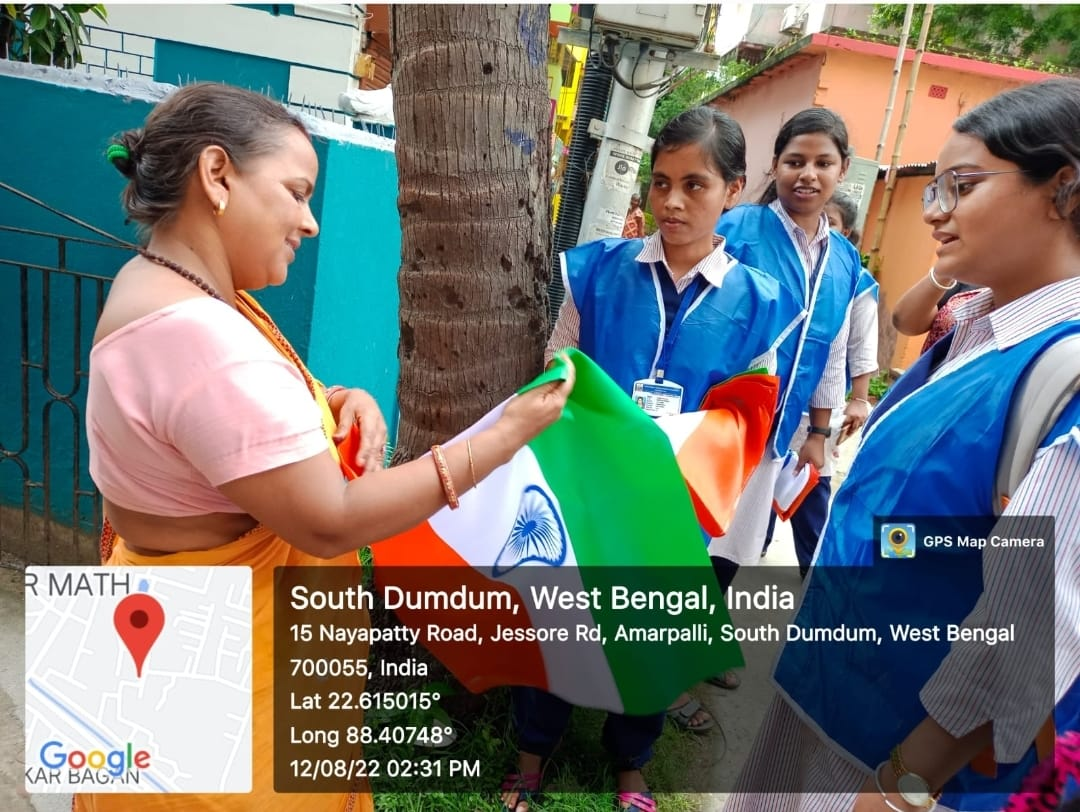 Jio
GPS Map Camera
R MATH
Google
KAR BAGAN
South Dumdum, West Bengal, India
15 Nayapatty Road, Jessore Rd, Amarpalli, South Dumdum, West Bengal
700055, India
Lat 22.615015°
Long 88.40748°
12/08/22 02:31 PM